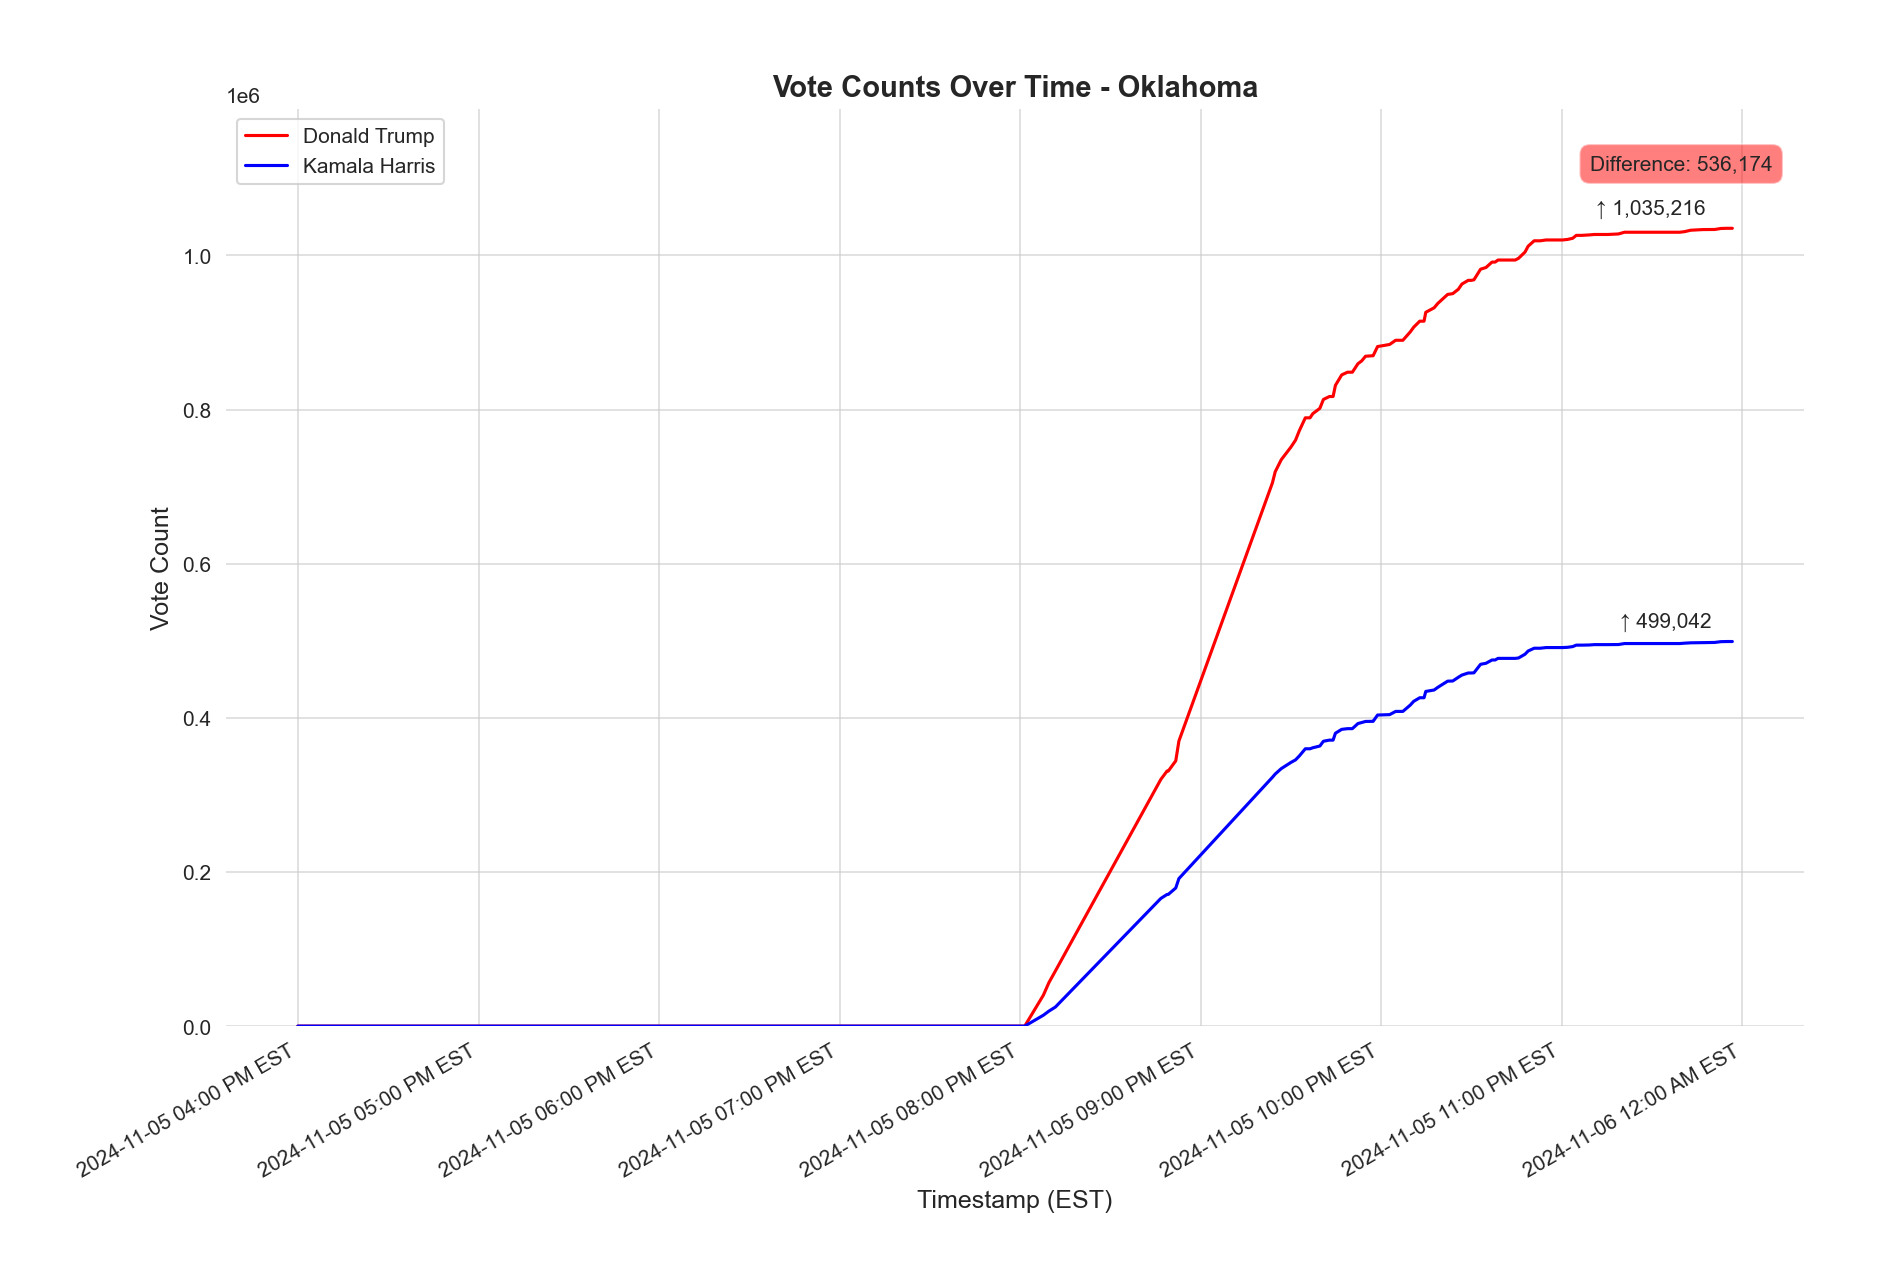 Vote Counts Over Time - Oklahoma
1e6
Donald Trump
Kamala Harris
Difference: 536,174
↑ 1,035,216
↑ 499,042
1.0
0.8
0.6
0.4
0.2
0.0
Vote Count
2024-11-05 04:00 PM EST
2024-11-05 05:00 PM EST
2024-11-05 06:00 PM EST
2024-11-05 07:00 PM EST
2024-11-05 08:00 PM EST
2024-11-05 09:00 PM EST
2024-11-05 10:00 PM EST
2024-11-05 11:00 PM EST
2024-11-06 12:00 AM EST
Timestamp (EST)